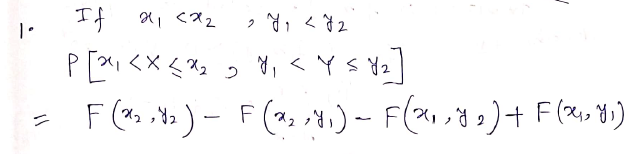 1. If x₁ < x₂ , y₁ < y₂
P[x₁ < X ≤ x₂ , y₁ < Y ≤ y₂]
= F(x₂, y₂) - F(x₂, y₁) - F(x₁, y₂) + F(x₁, y₁)